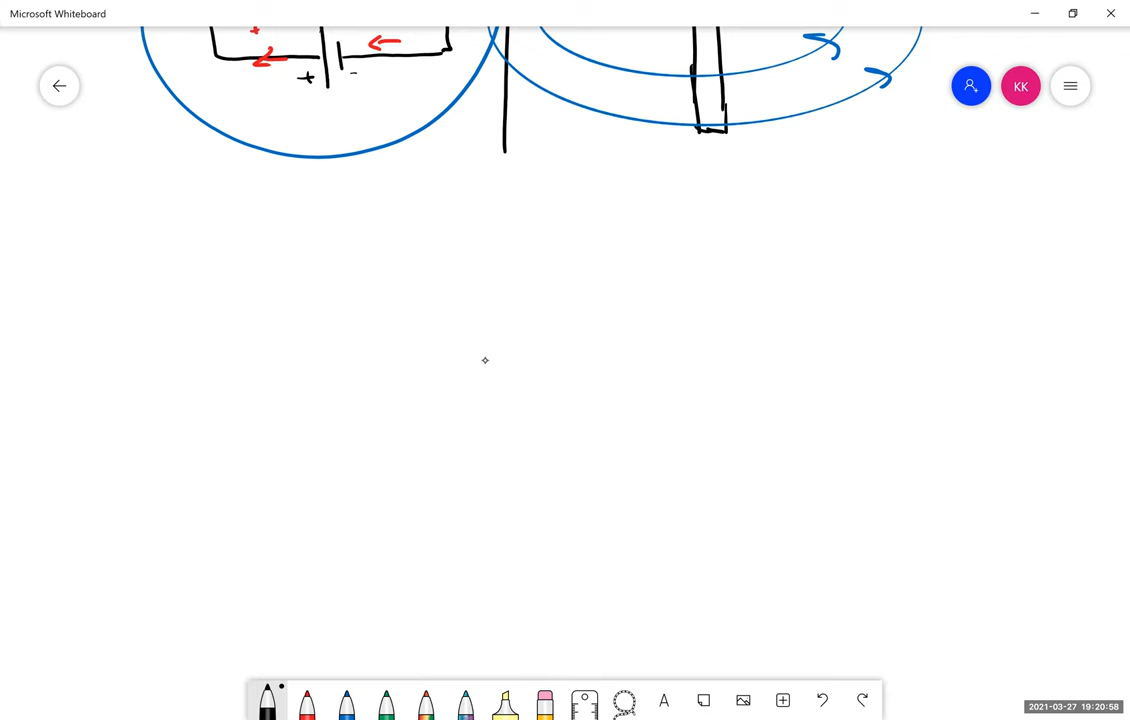 Microsoft Whiteboard
+
+ -
KK
A
2021-03-27 19:20:58